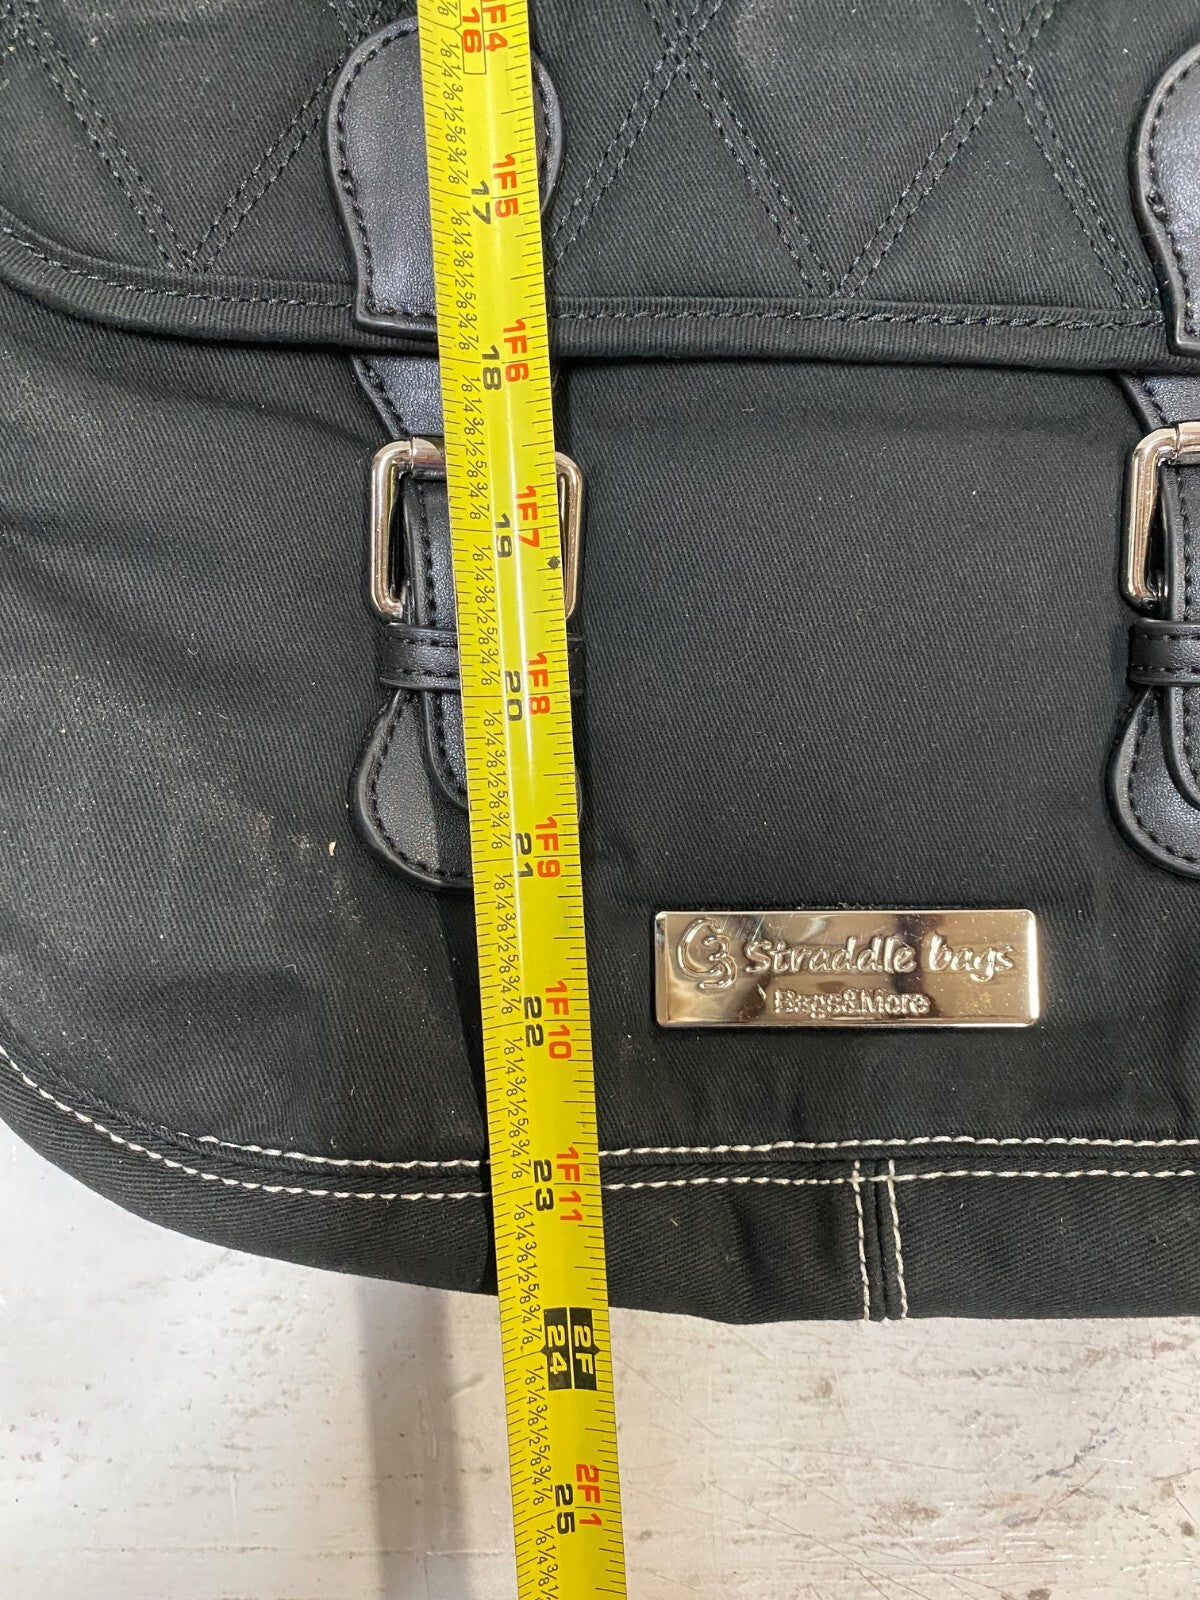 1F4
16
1F5
17
1F6
18
1F7
19
1F8
20
1F9
21
Straddle bags
Bags&More
1F10
22
1F11
23
2F
24
2F1
25